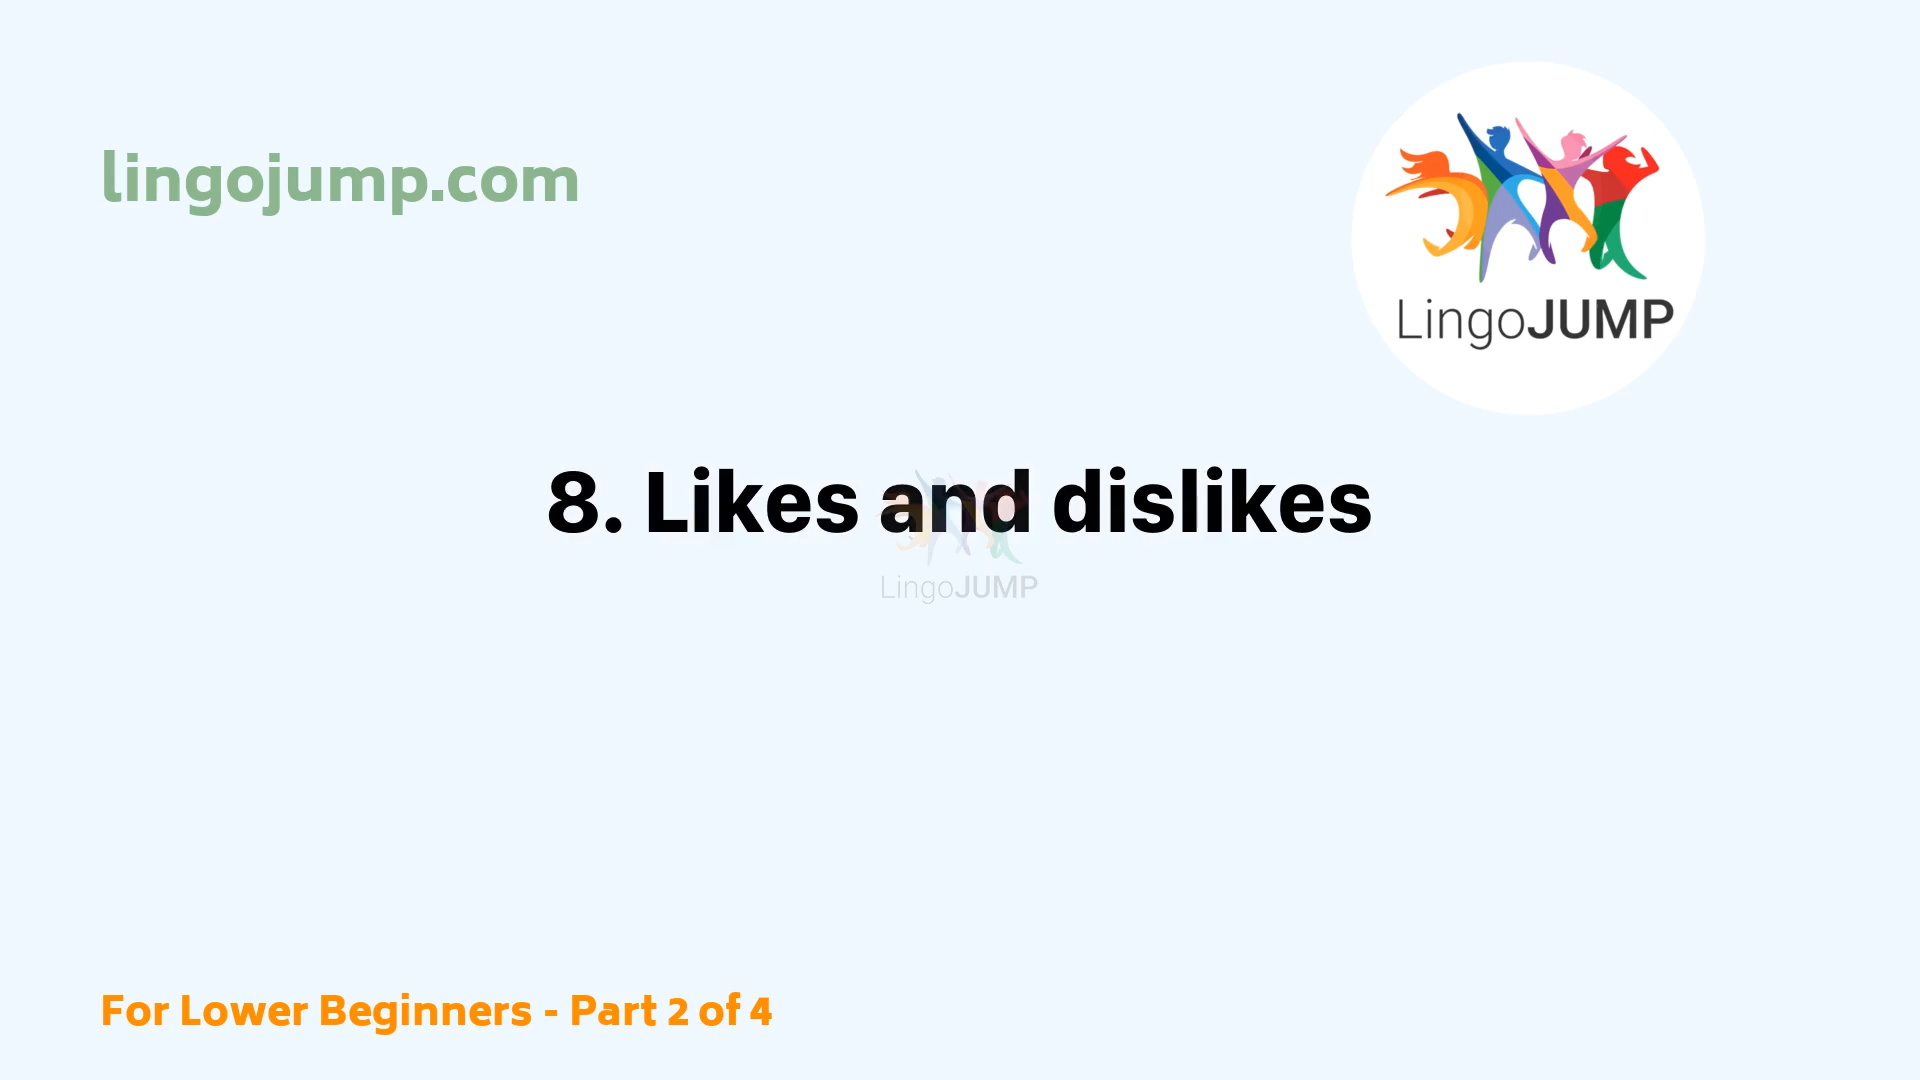 lingojump.com
LingoJUMP
8. Likes and dislikes
LingoJUMP
For Lower Beginners - Part 2 of 4